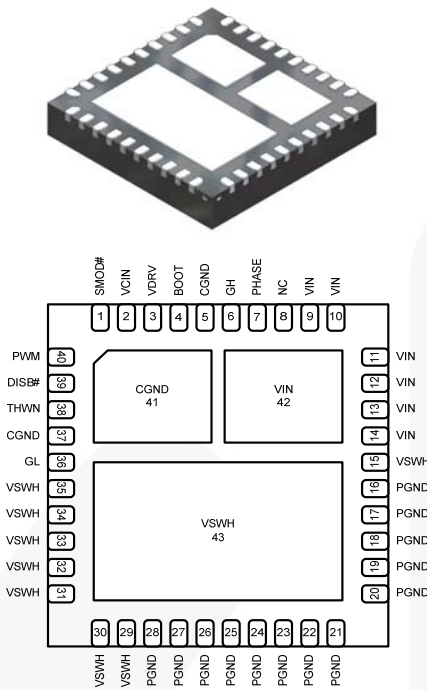 SMOD#
VCIN
VDRV
BOOT
CGND
GH
PHASE
NC
VIN
VIN
1
2
3
4
5
6
7
8
9
10
PWM
40
DISB#
39
THWN
38
CGND
37
GL
36
VSWH
35
VSWH
34
VSWH
33
VSWH
32
VSWH
31
CGND
41
VIN
42
VSWH
43
11
VIN
12
VIN
13
VIN
14
VIN
15
VSWH
16
PGND
17
PGND
18
PGND
19
PGND
20
PGND
30
29
28
27
26
25
24
23
22
21
VSWH
VSWH
PGND
PGND
PGND
PGND
PGND
PGND
PGND
PGND